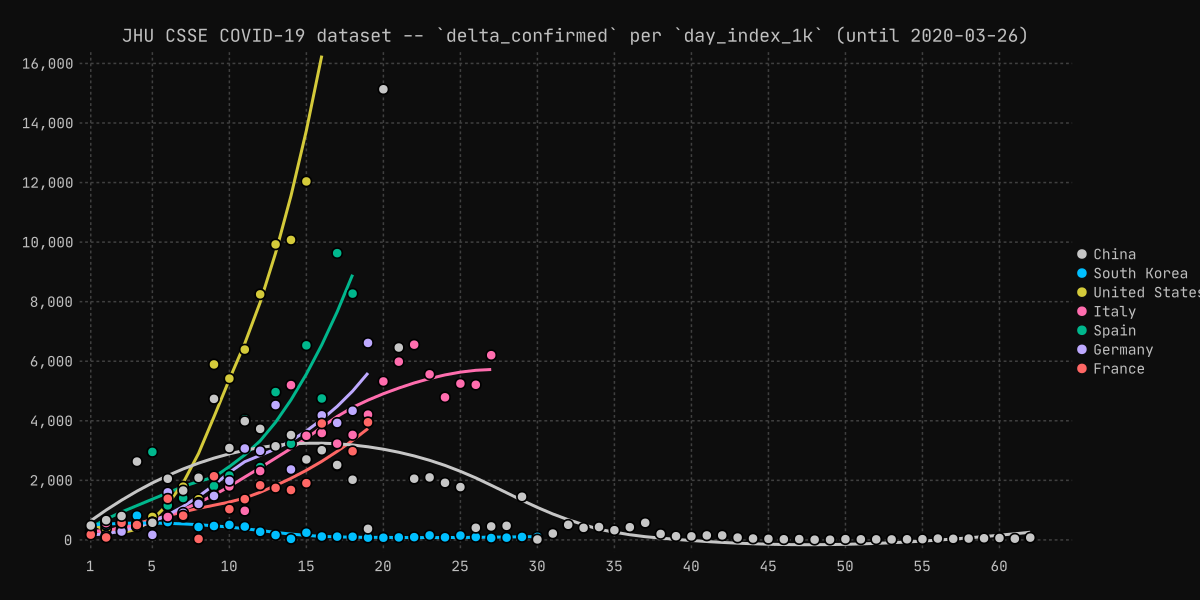 JHU CSSE COVID-19 dataset -- `delta_confirmed` per `day_index_1k` (until 2020-03-26)
16,000
14,000
12,000
10,000
8,000
6,000
4,000
2,000
0
1 5 10 15 20 25 30 35 40 45 50 55 60
China
South Korea
United States
Italy
Spain
Germany
France